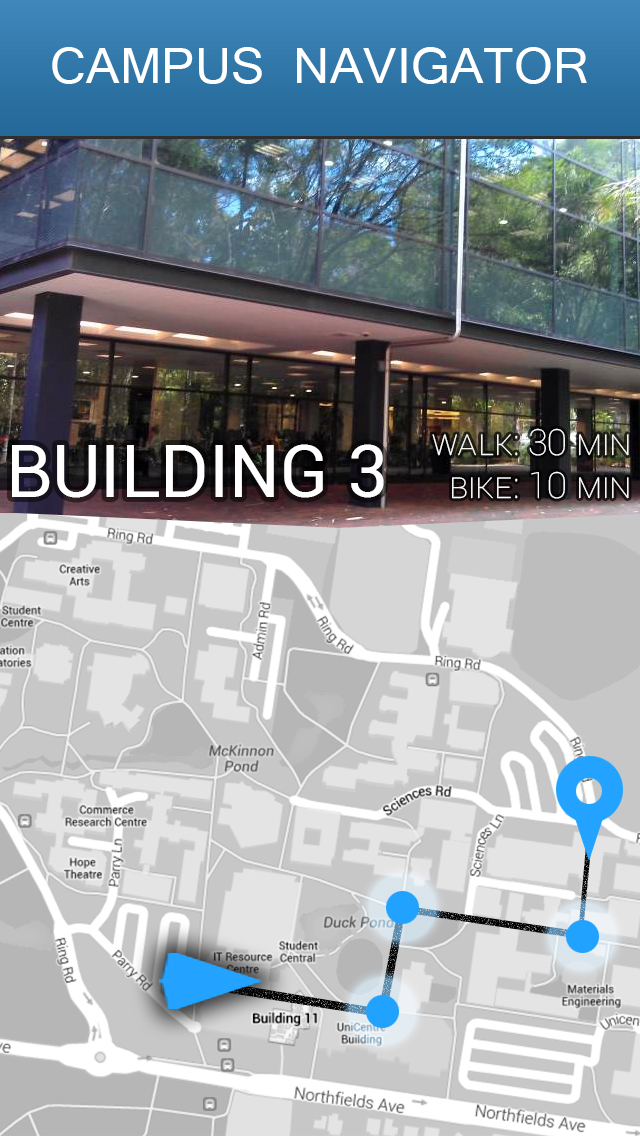 CAMPUS NAVIGATOR
BUILDING 3
WALK: 30 MIN
BIKE: 10 MIN
Ring Rd
Creative
Arts
Student
Centre
Admin Rd
Ring Rd
Ring Rd
McKinnon
Pond
Ring
Sciences Rd
Commerce
Research Centre
Parry Ln
Sciences Ln
Hope
Theatre
Duck Pond
Ring Rd
Parry Rd
IT Resource
Centre
Student
Central
Materials
Engineering
Building 11
UniCentre
Building
Northfields Ave
Northfields Ave